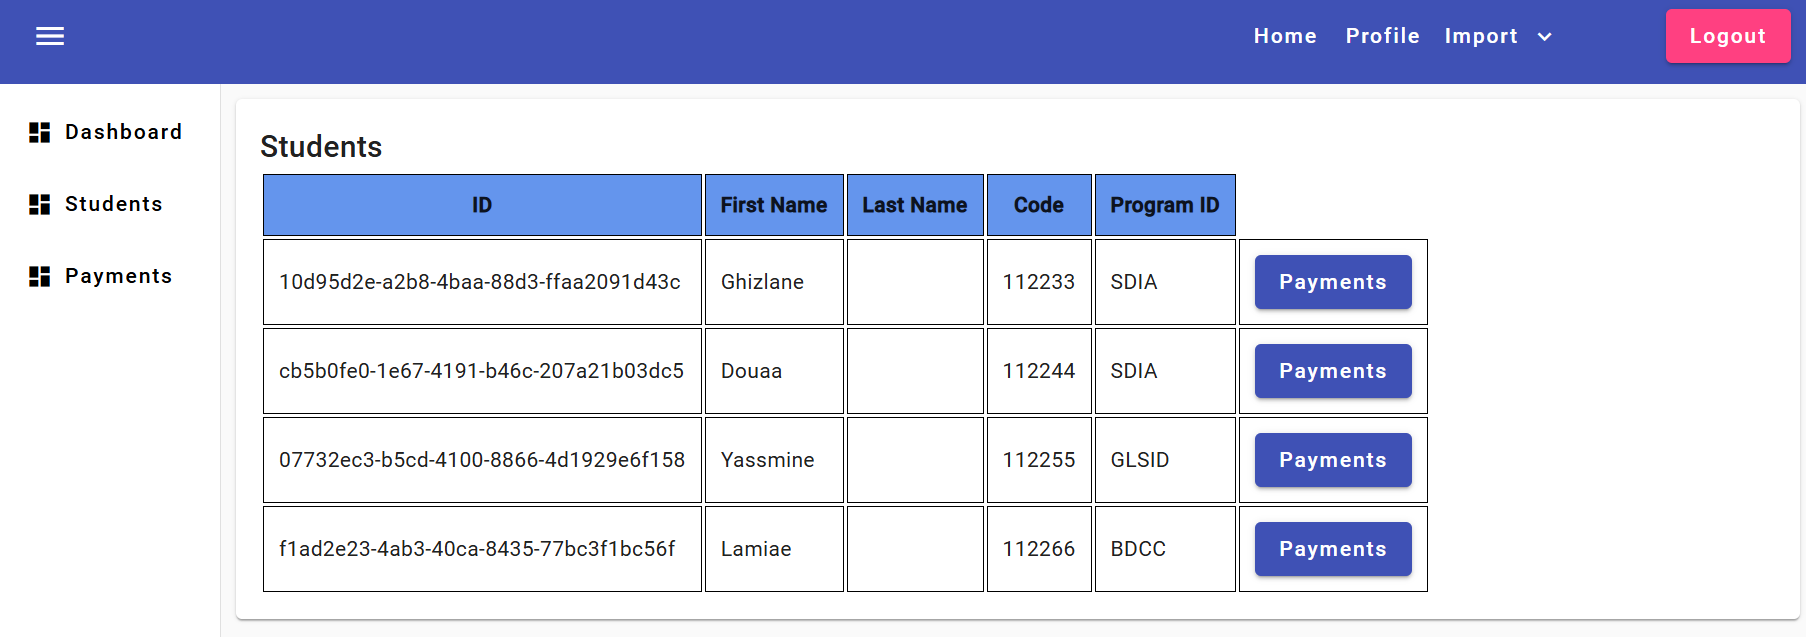 Home Profile Import Logout
Dashboard
Students
Payments
Students
ID First Name Last Name Code Program ID
10d95d2e-a2b8-4baa-88d3-ffaa2091d43c Ghizlane 112233 SDIA Payments
cb5b0fe0-1e67-4191-b46c-207a21b03dc5 Douaa 112244 SDIA Payments
07732ec3-b5cd-4100-8866-4d1929e6f158 Yassmine 112255 GLSID Payments
f1ad2e23-4ab3-40ca-8435-77bc3f1bc56f Lamiae 112266 BDCC Payments